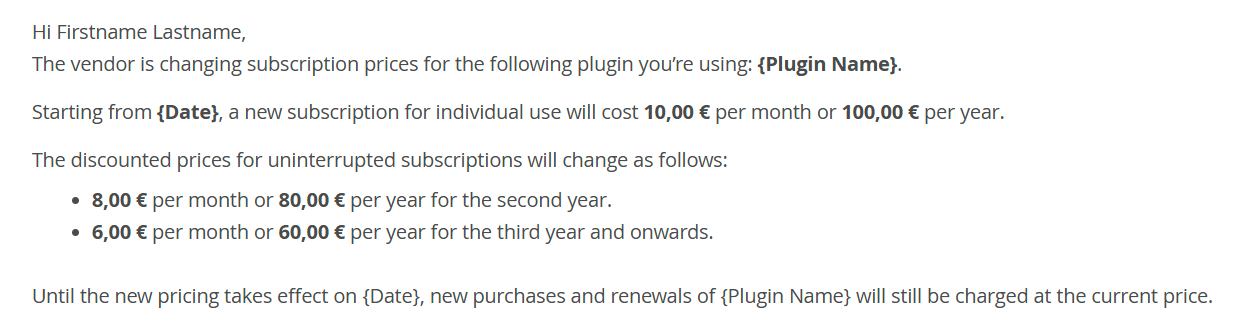 Hi Firstname Lastname,
The vendor is changing subscription prices for the following plugin you’re using: {Plugin Name}.
Starting from {Date}, a new subscription for individual use will cost 10,00 € per month or 100,00 € per year.
The discounted prices for uninterrupted subscriptions will change as follows:
• 8,00 € per month or 80,00 € per year for the second year.
• 6,00 € per month or 60,00 € per year for the third year and onwards.
Until the new pricing takes effect on {Date}, new purchases and renewals of {Plugin Name} will still be charged at the current price.